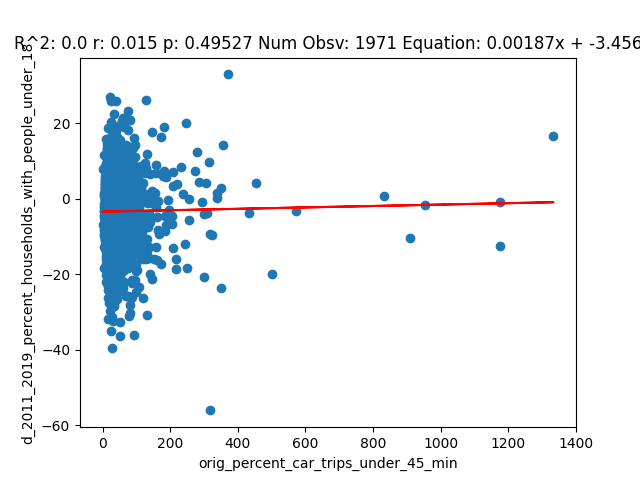 R^2: 0.0 r: 0.015 p: 0.49527 Num Obsv: 1971 Equation: 0.00187x + -3.456
d_2011_2019_percent_households_with_people_under_18
20
0
−20
−40
−60
0 200 400 600 800 1000 1200 1400
orig_percent_car_trips_under_45_min